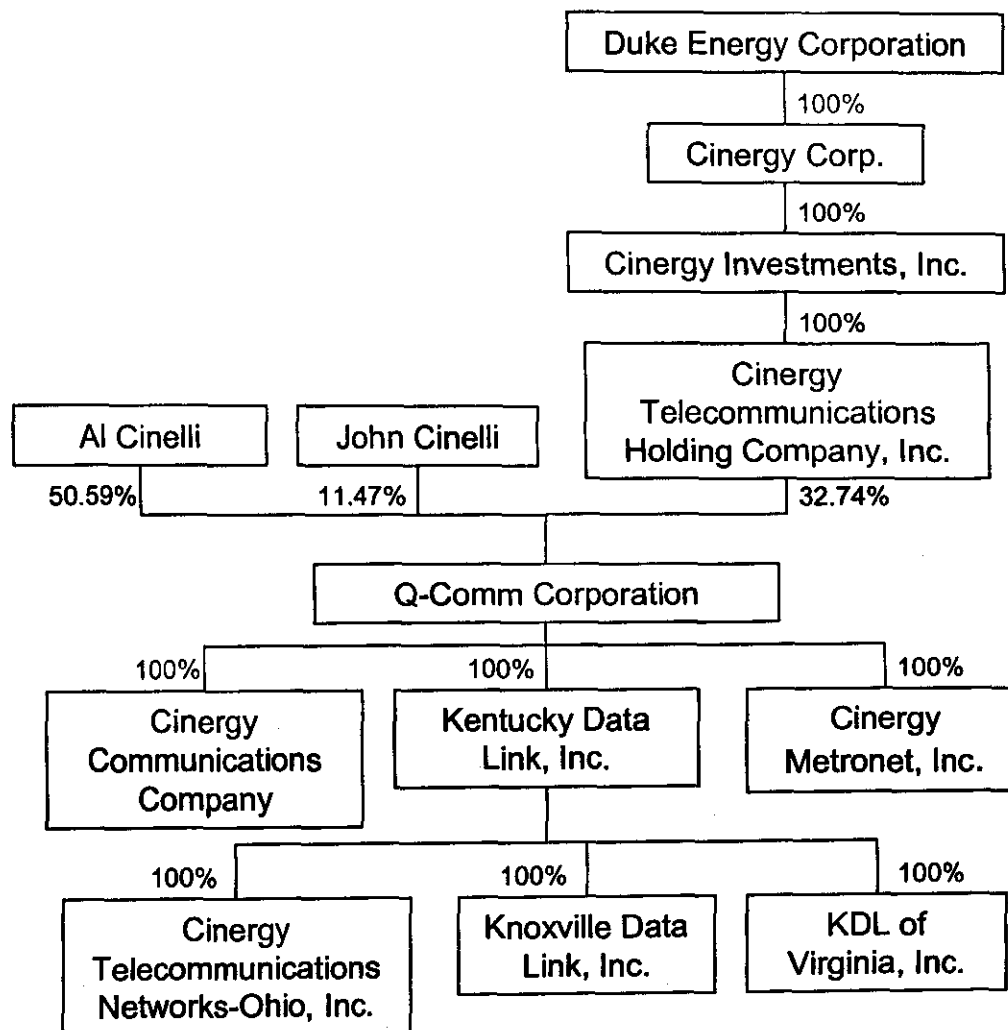 Duke Energy Corporation
100%
Cinergy Corp.
100%
Cinergy Investments, Inc.
100%
Cinergy
Telecommunications
Holding Company, Inc.
Al Cinelli
John Cinelli
50.59%
11.47%
32.74%
Q-Comm Corporation
100%
100%
100%
Cinergy
Communications
Company
Kentucky Data
Link, Inc.
Cinergy
Metronet, Inc.
100%
100%
100%
Cinergy
Telecommunications
Networks-Ohio, Inc.
Knoxville Data
Link, Inc.
KDL of
Virginia, Inc.